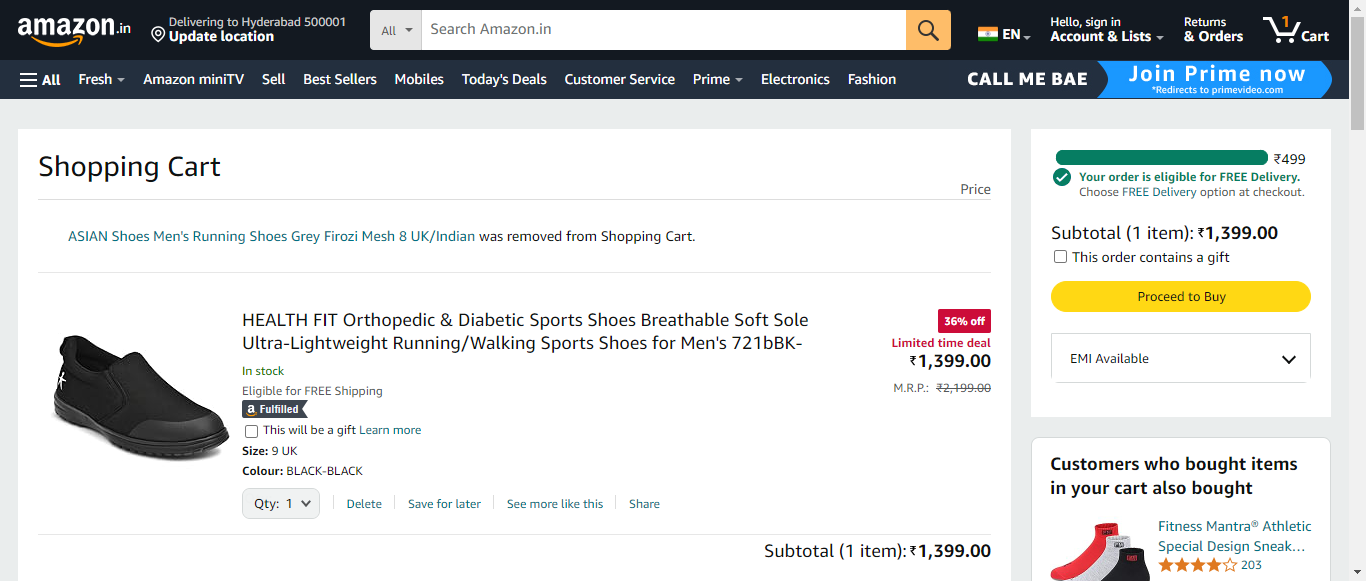 amazon.in
Delivering to Hyderabad 500001
Update location
All
Search Amazon.in
EN
Hello, sign in
Account & Lists
Returns
& Orders
1
Cart
All
Fresh
Amazon miniTV
Sell
Best Sellers
Mobiles
Today's Deals
Customer Service
Prime
Electronics
Fashion
CALL ME BAE
Join Prime now
*Redirects to primevideo.com
Shopping Cart
Price
ASIAN Shoes Men's Running Shoes Grey Firozi Mesh 8 UK/Indian was removed from Shopping Cart.
HEALTH FIT Orthopedic & Diabetic Sports Shoes Breathable Soft Sole
Ultra-Lightweight Running/Walking Sports Shoes for Men's 721bBK-
In stock
Eligible for FREE Shipping
a Fulfilled
This will be a gift Learn more
Size: 9 UK
Colour: BLACK-BLACK
Qty: 1
Delete
Save for later
See more like this
Share
36% off
Limited time deal
₹1,399.00
M.R.P.: ₹2,199.00
Subtotal (1 item): ₹1,399.00
₹499
Your order is eligible for FREE Delivery.
Choose FREE Delivery option at checkout.
Subtotal (1 item): ₹1,399.00
This order contains a gift
Proceed to Buy
EMI Available
Customers who bought items
in your cart also bought
Fitness Mantra® Athletic
Special Design Sneak...
203